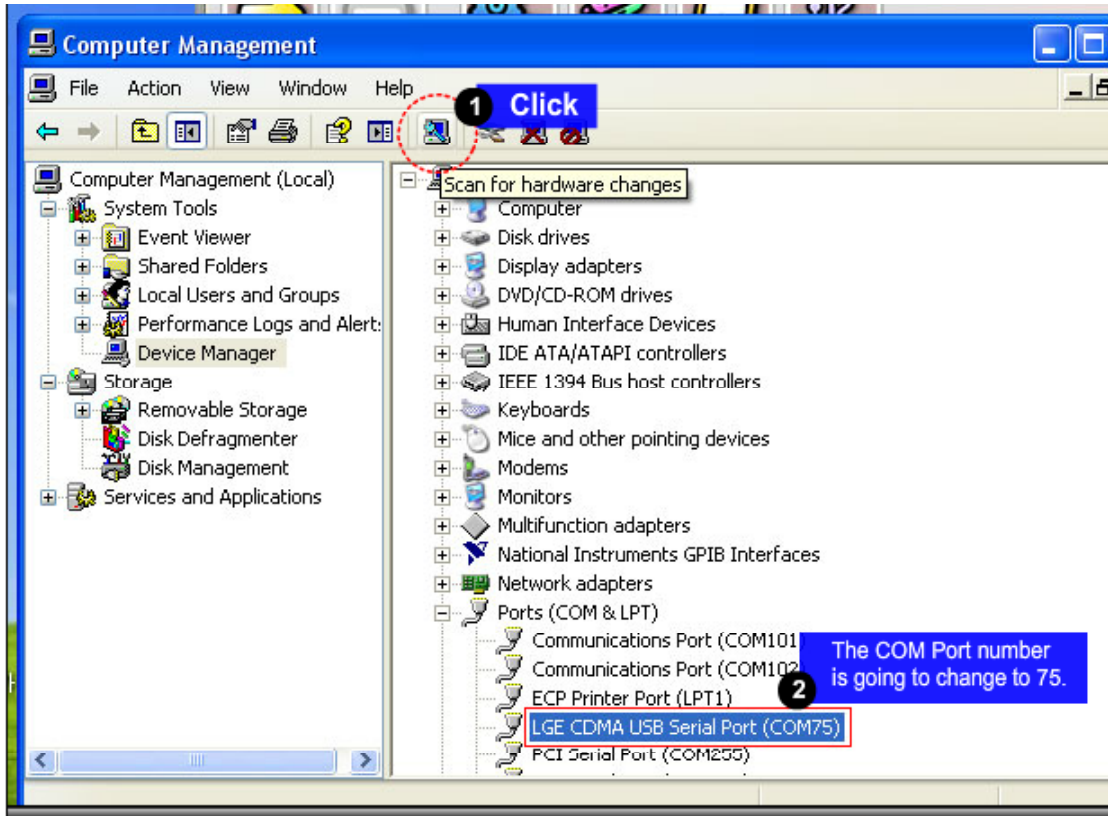 Computer Management
File Action View Window Help
1 Click
Scan for hardware changes
Computer Management (Local)
System Tools
Event Viewer
Shared Folders
Local Users and Groups
Performance Logs and Alert
Device Manager
Storage
Removable Storage
Disk Defragmenter
Disk Management
Services and Applications
Computer
Disk drives
Display adapters
DVD/CD-ROM drives
Human Interface Devices
IDE ATA/ATAPI controllers
IEEE 1394 Bus host controllers
Keyboards
Mice and other pointing devices
Modems
Monitors
Multifunction adapters
National Instruments GPIB Interfaces
Network adapters
Ports (COM & LPT)
Communications Port (COM101)
Communications Port (COM102
ECP Printer Port (LPT1)
LGE CDMA USB Serial Port (COM75)
PCI Serial Port (COM255)
2
The COM Port number
is going to change to 75.